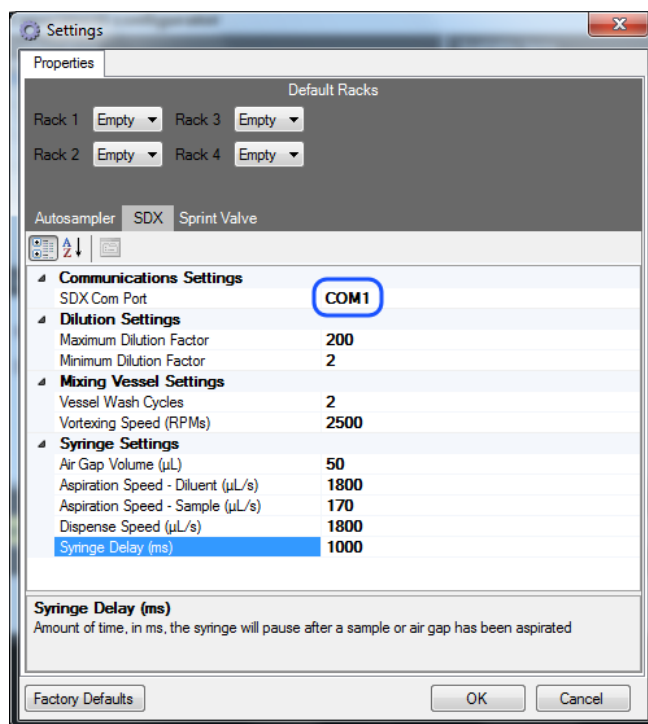 Settings
Properties
Default Racks
Rack 1 Empty Rack 3 Empty
Rack 2 Empty Rack 4 Empty
Autosampler SDX Sprint Valve
Communications Settings
SDX Com Port COM1
Dilution Settings
Maximum Dilution Factor 200
Minimum Dilution Factor 2
Mixing Vessel Settings
Vessel Wash Cycles 2
Vortexing Speed (RPMs) 2500
Syringe Settings
Air Gap Volume (µL) 50
Aspiration Speed - Diluent (µL/s) 1800
Aspiration Speed - Sample (µL/s) 170
Dispense Speed (µL/s) 1800
Syringe Delay (ms) 1000
Syringe Delay (ms)
Amount of time, in ms, the syringe will pause after a sample or air gap has been aspirated
Factory Defaults OK Cancel